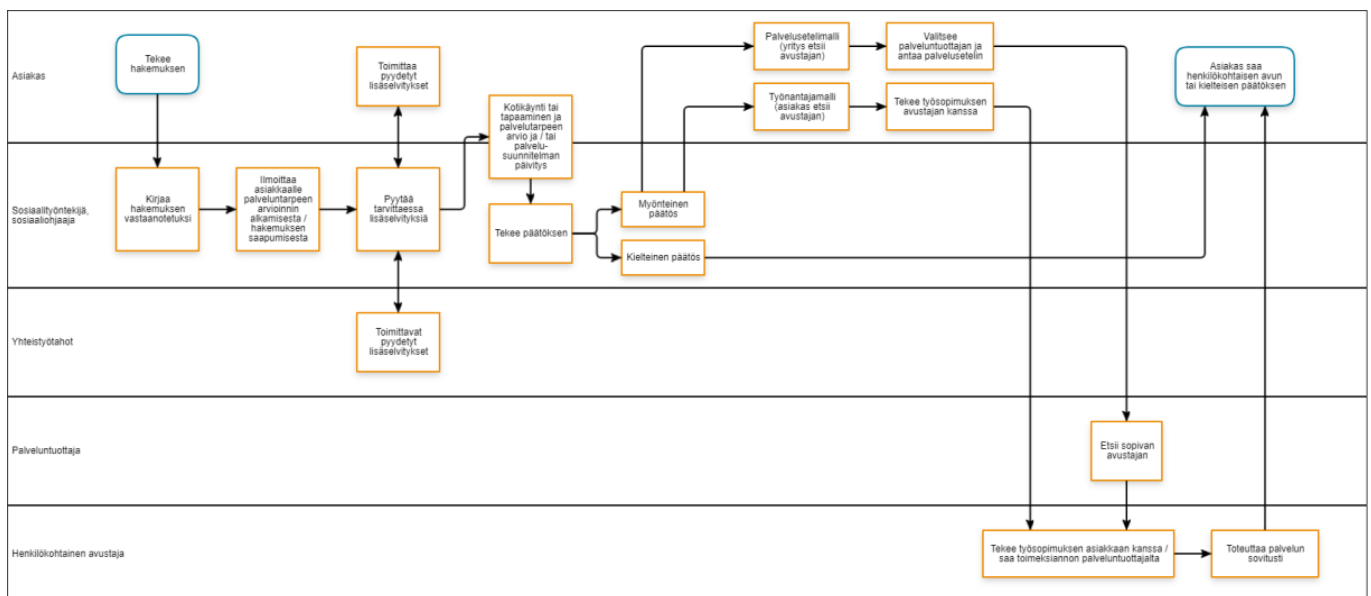 Asiakas
Tekee
hakemuksen
Toimittaa
pyydetyt
lisäselvitykset
Kotikäynti tai
tapaaminen ja
palvelutarpeen
arvio ja / tai
palvelu-
suunnitelman
päivitys
Palvelusetelimalli
(yritys etsii
avustajan)
Valitsee
palveluntuottajan ja
antaa palvelusetelin
Työnantajamalli
(asiakas etsii
avustajan)
Tekee työsopimuksen
avustajan kanssa
Asiakas saa
henkilökohtaisen avun
tai kielteisen päätöksen
Sosiaalityöntekijä,
sosiaaliohjaaja
Kirjaa
hakemuksen
vastaanotetuksi
Ilmoittaa
asiakkaalle
palveluntarpeen
arvioinnin
alkamisesta /
hakemuksen
saapumisesta
Pyytää
tarvittaessa
lisäselvityksiä
Tekee päätöksen
Myönteinen
päätös
Kielteinen päätös
Yhteistyötahot
Toimittavat
pyydetyt
lisäselvitykset
Palveluntuottaja
Etsii sopivan
avustajan
Henkilökohtainen avustaja
Tekee työsopimuksen asiakkaan kanssa /
saa toimeksiannon palveluntuottajalta
Toteuttaa palvelun
sovitusti